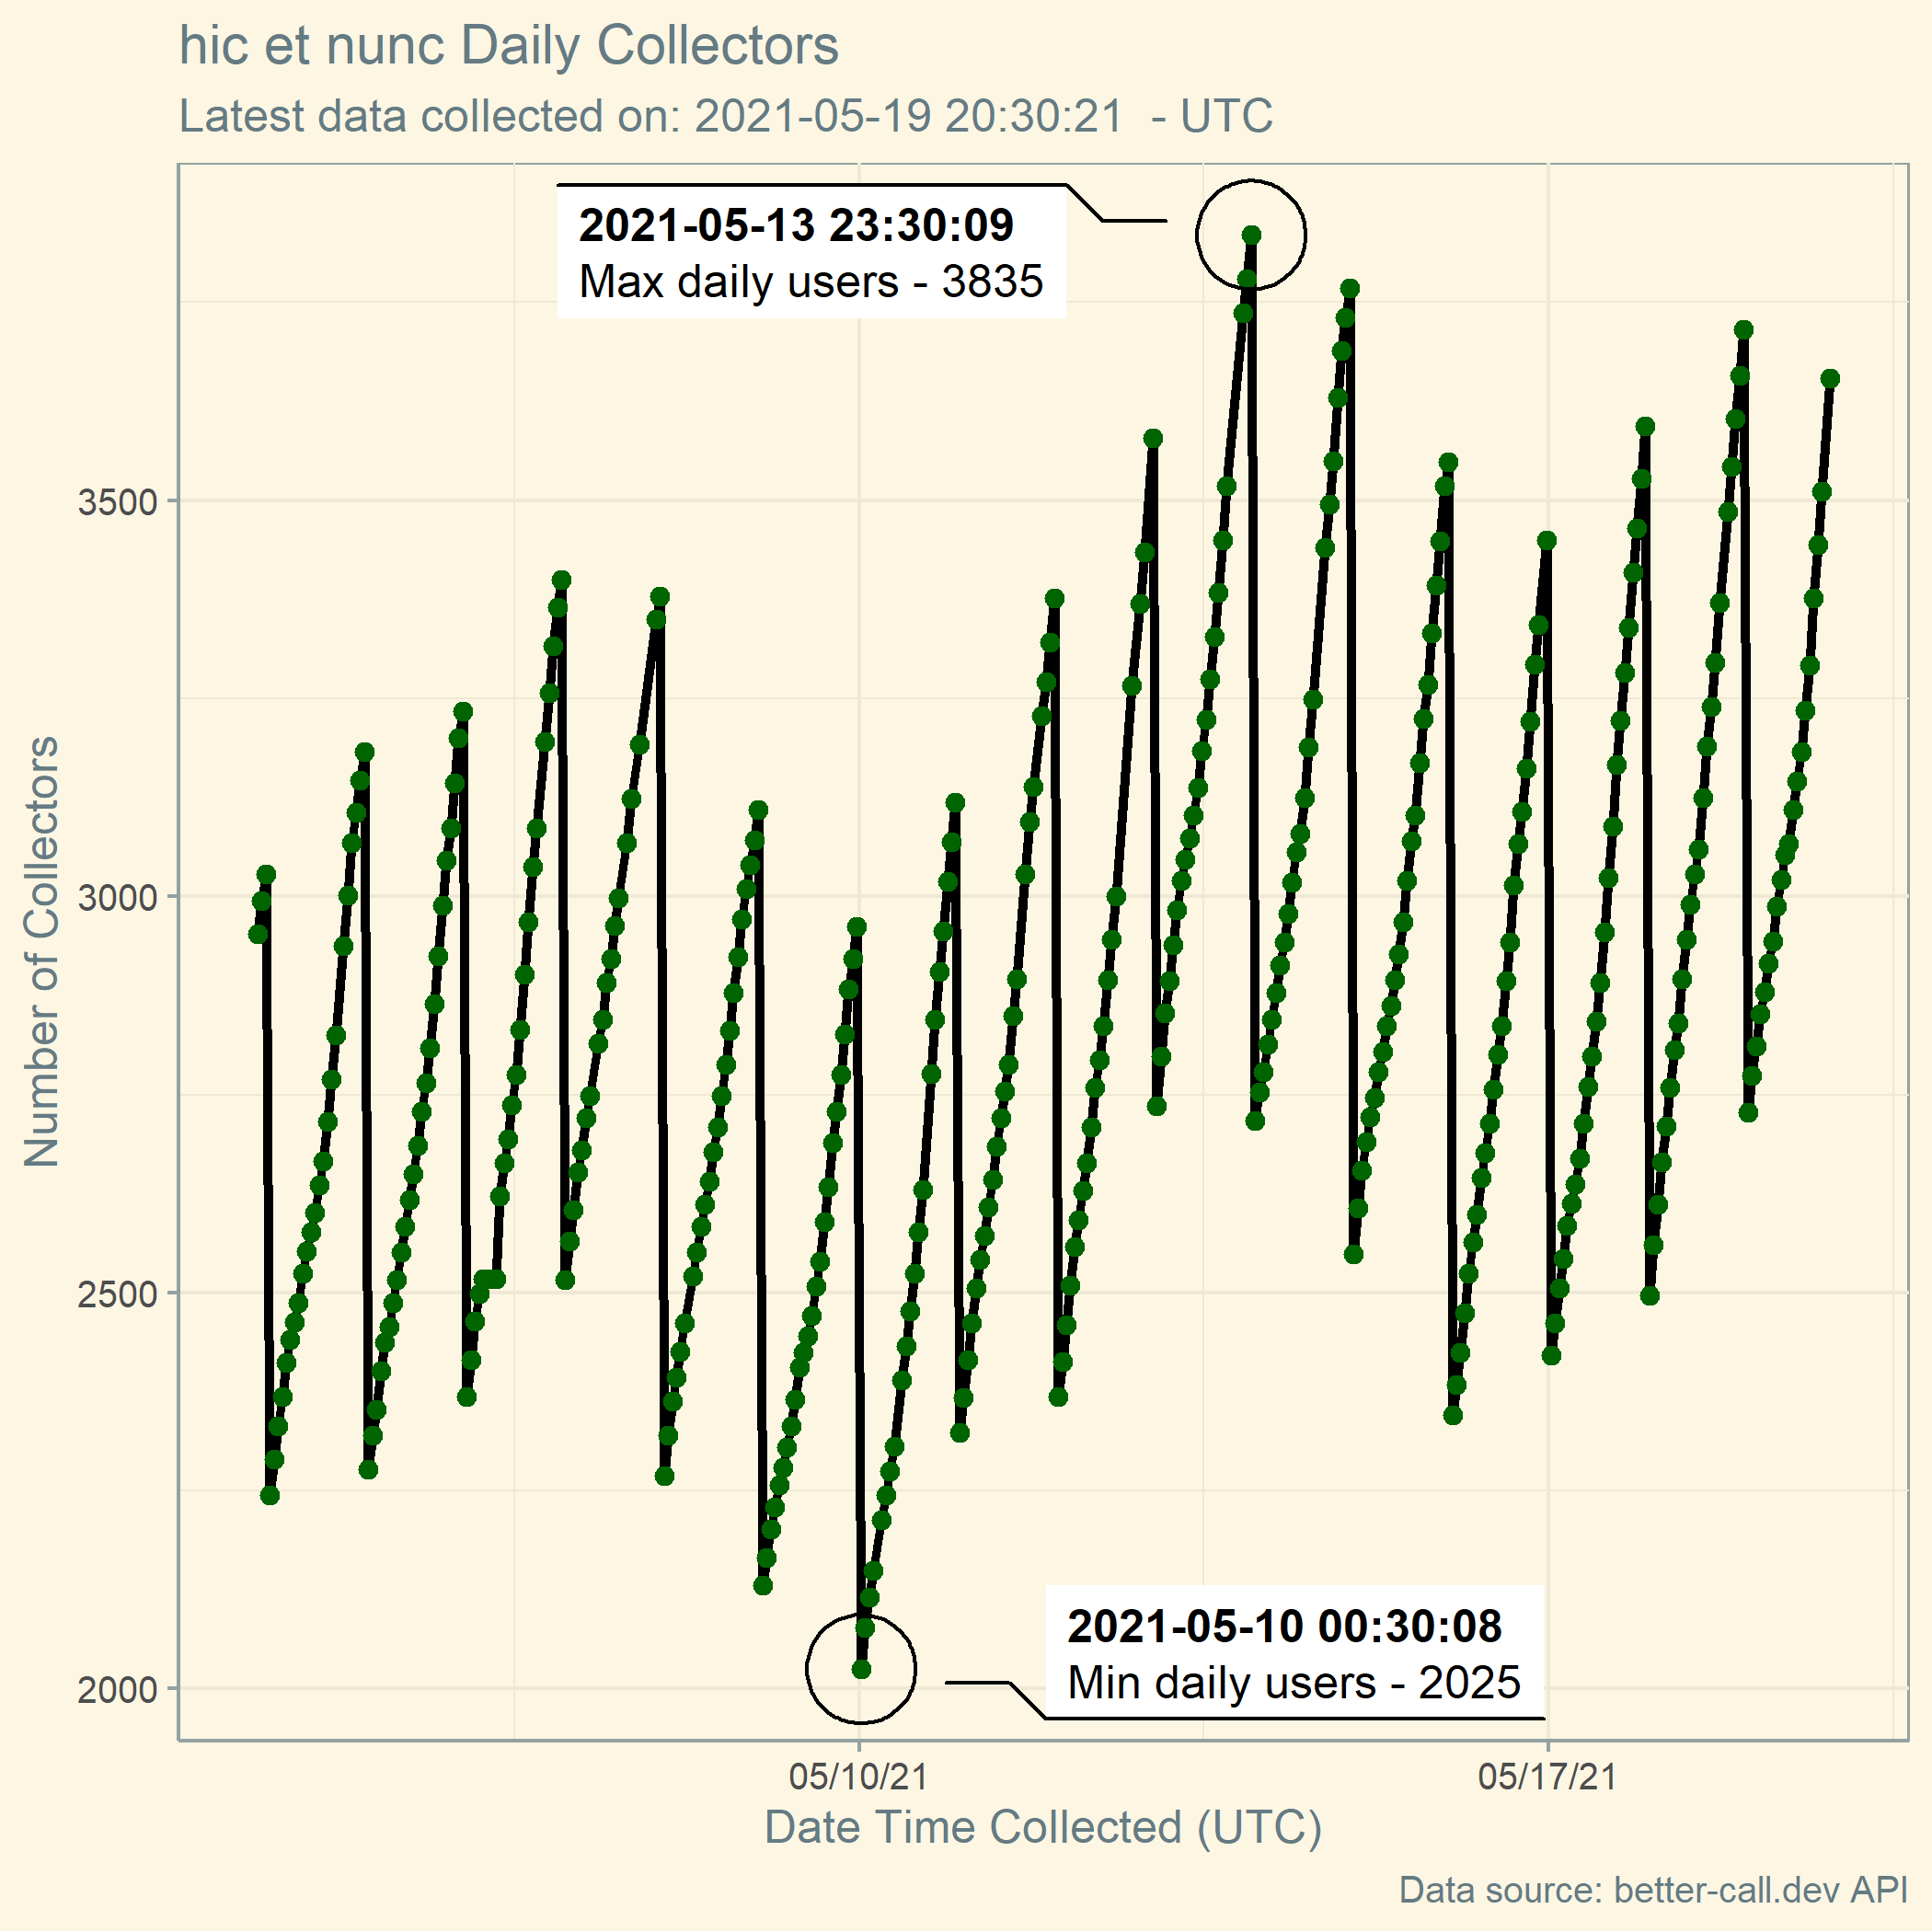 hic et nunc Daily Collectors
Latest data collected on: 2021-05-19 20:30:21  - UTC
2021-05-13 23:30:09
Max daily users - 3835
3500
3000
2500
2000
Number of Collectors
2021-05-10 00:30:08
Min daily users - 2025
05/10/21
05/17/21
Date Time Collected (UTC)
Data source: better-call.dev API